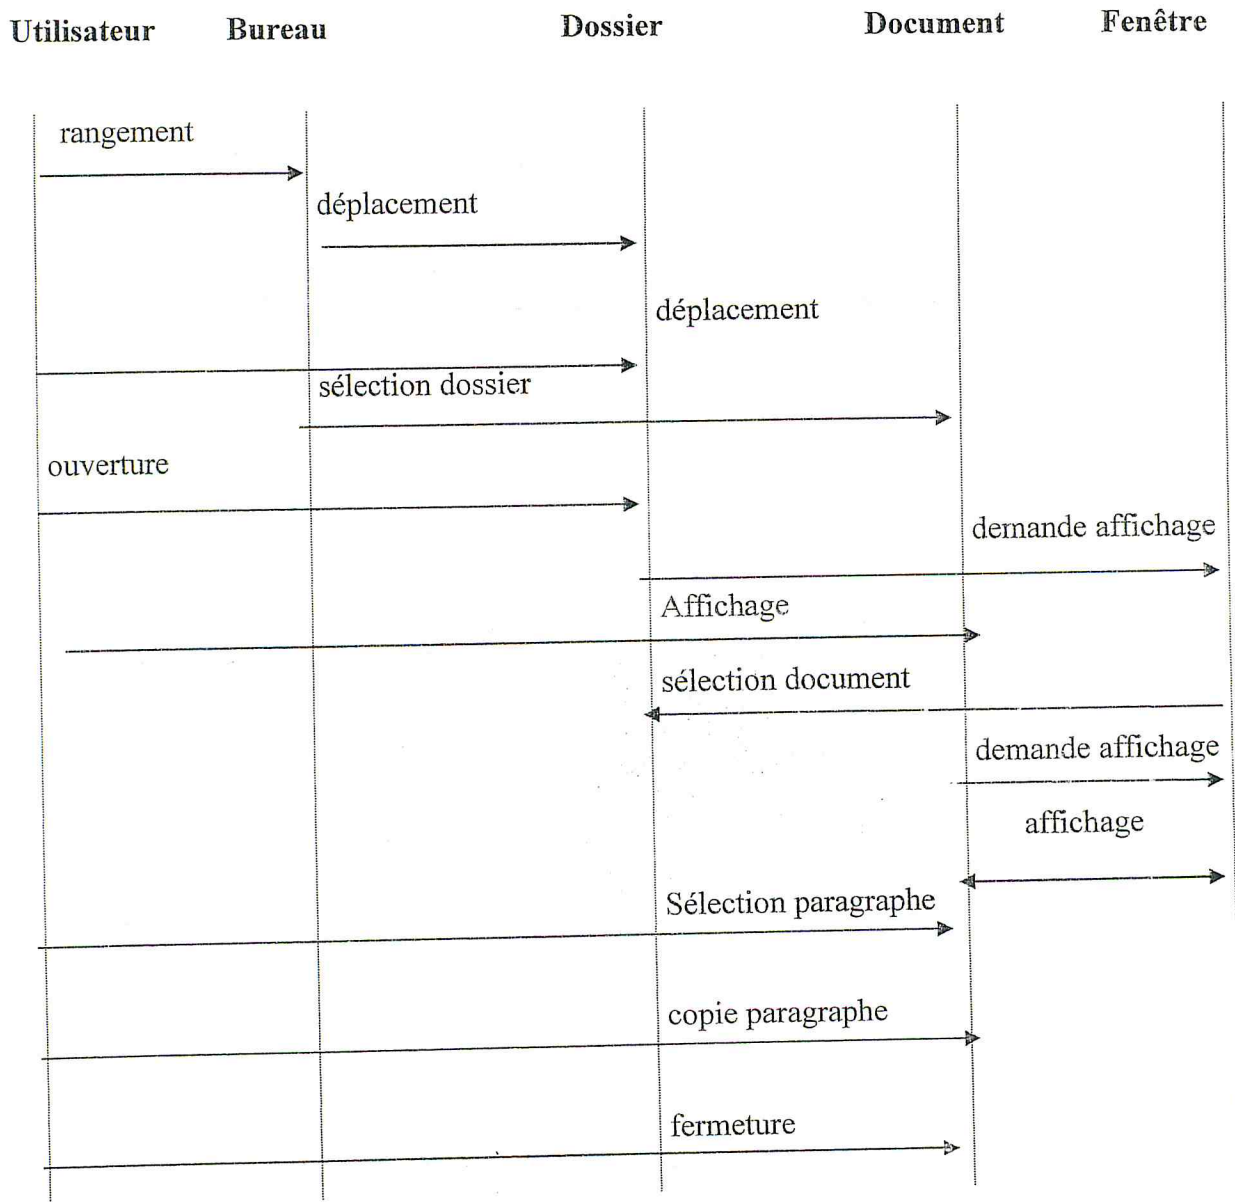 Utilisateur Bureau Dossier Document Fenêtre
rangement
déplacement
déplacement
sélection dossier
ouverture
demande affichage
Affichage
sélection document
demande affichage
affichage
Sélection paragraphe
copie paragraphe
fermeture